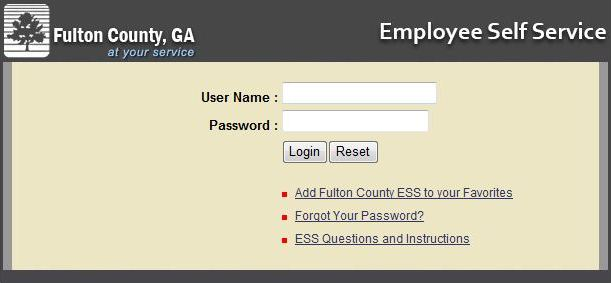 Fulton County, GA
at your service
Employee Self Service
User Name :
Password :
Login Reset
Add Fulton County ESS to your Favorites
Forgot Your Password?
ESS Questions and Instructions